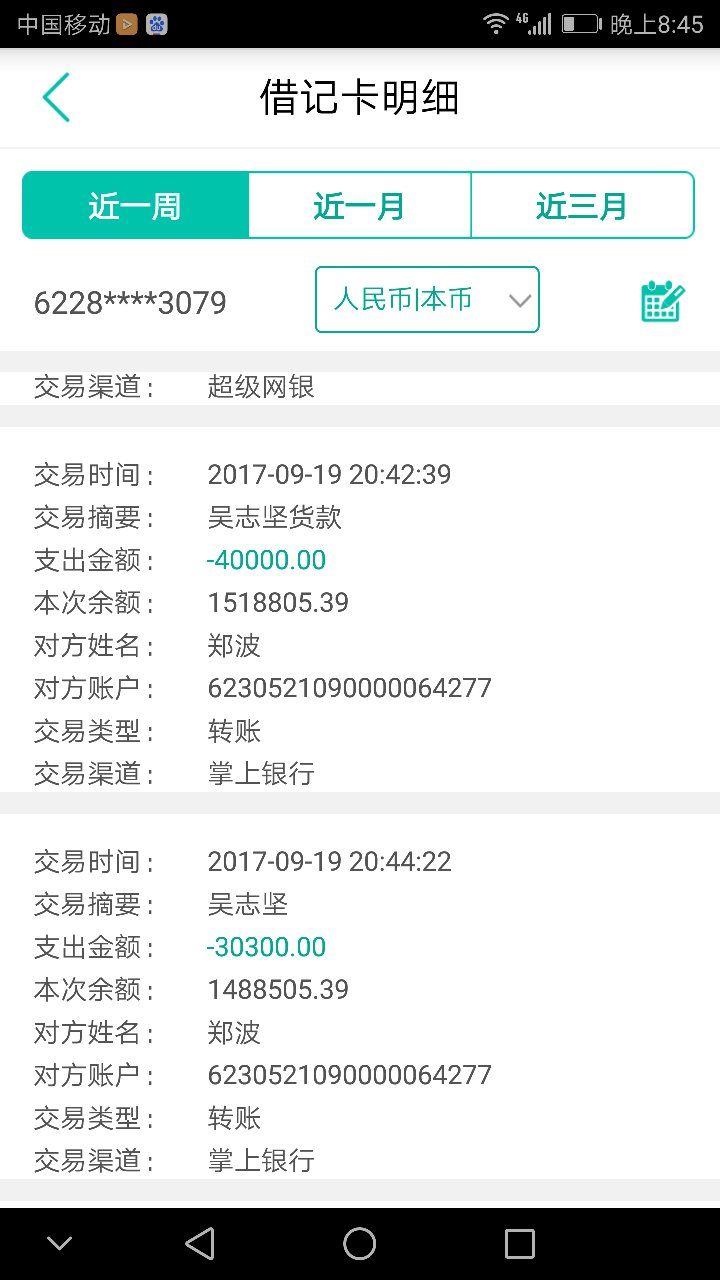 中国移动 4G 晚上8:45
借记卡明细
近一周 近一月 近三月
6228****3079 人民币|本币
交易渠道: 超级网银
交易时间: 2017-09-19 20:42:39
交易摘要: 吴志坚货款
支出金额: -40000.00
本次余额: 1518805.39
对方姓名: 郑波
对方账户: 6230521090000064277
交易类型: 转账
交易渠道: 掌上银行
交易时间: 2017-09-19 20:44:22
交易摘要: 吴志坚
支出金额: -30300.00
本次余额: 1488505.39
对方姓名: 郑波
对方账户: 6230521090000064277
交易类型: 转账
交易渠道: 掌上银行